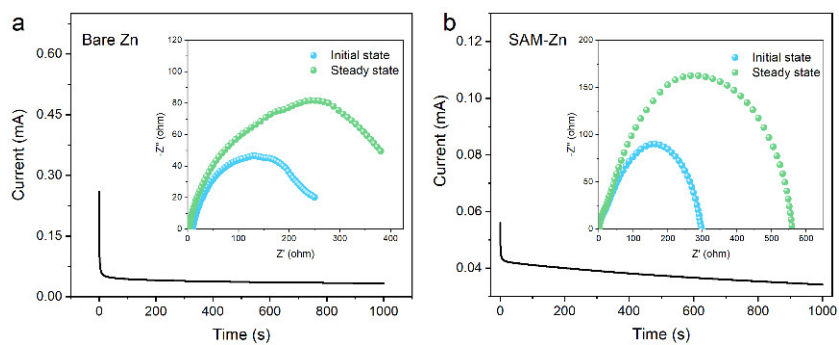 a
Bare Zn
Initial state
Steady state
120
100
80
60
40
20
0
-Z'' (ohm)
0 100 200 300 400
Z' (ohm)
0.60
0.45
0.30
0.15
0.00
Current (mA)
0 200 400 600 800 1000
Time (s)
b
SAM-Zn
Initial state
Steady state
200
150
100
50
0
-Z'' (ohm)
0 100 200 300 400 500 600
Z' (ohm)
0.12
0.10
0.08
0.06
0.04
Current (mA)
0 200 400 600 800 1000
Time (s)